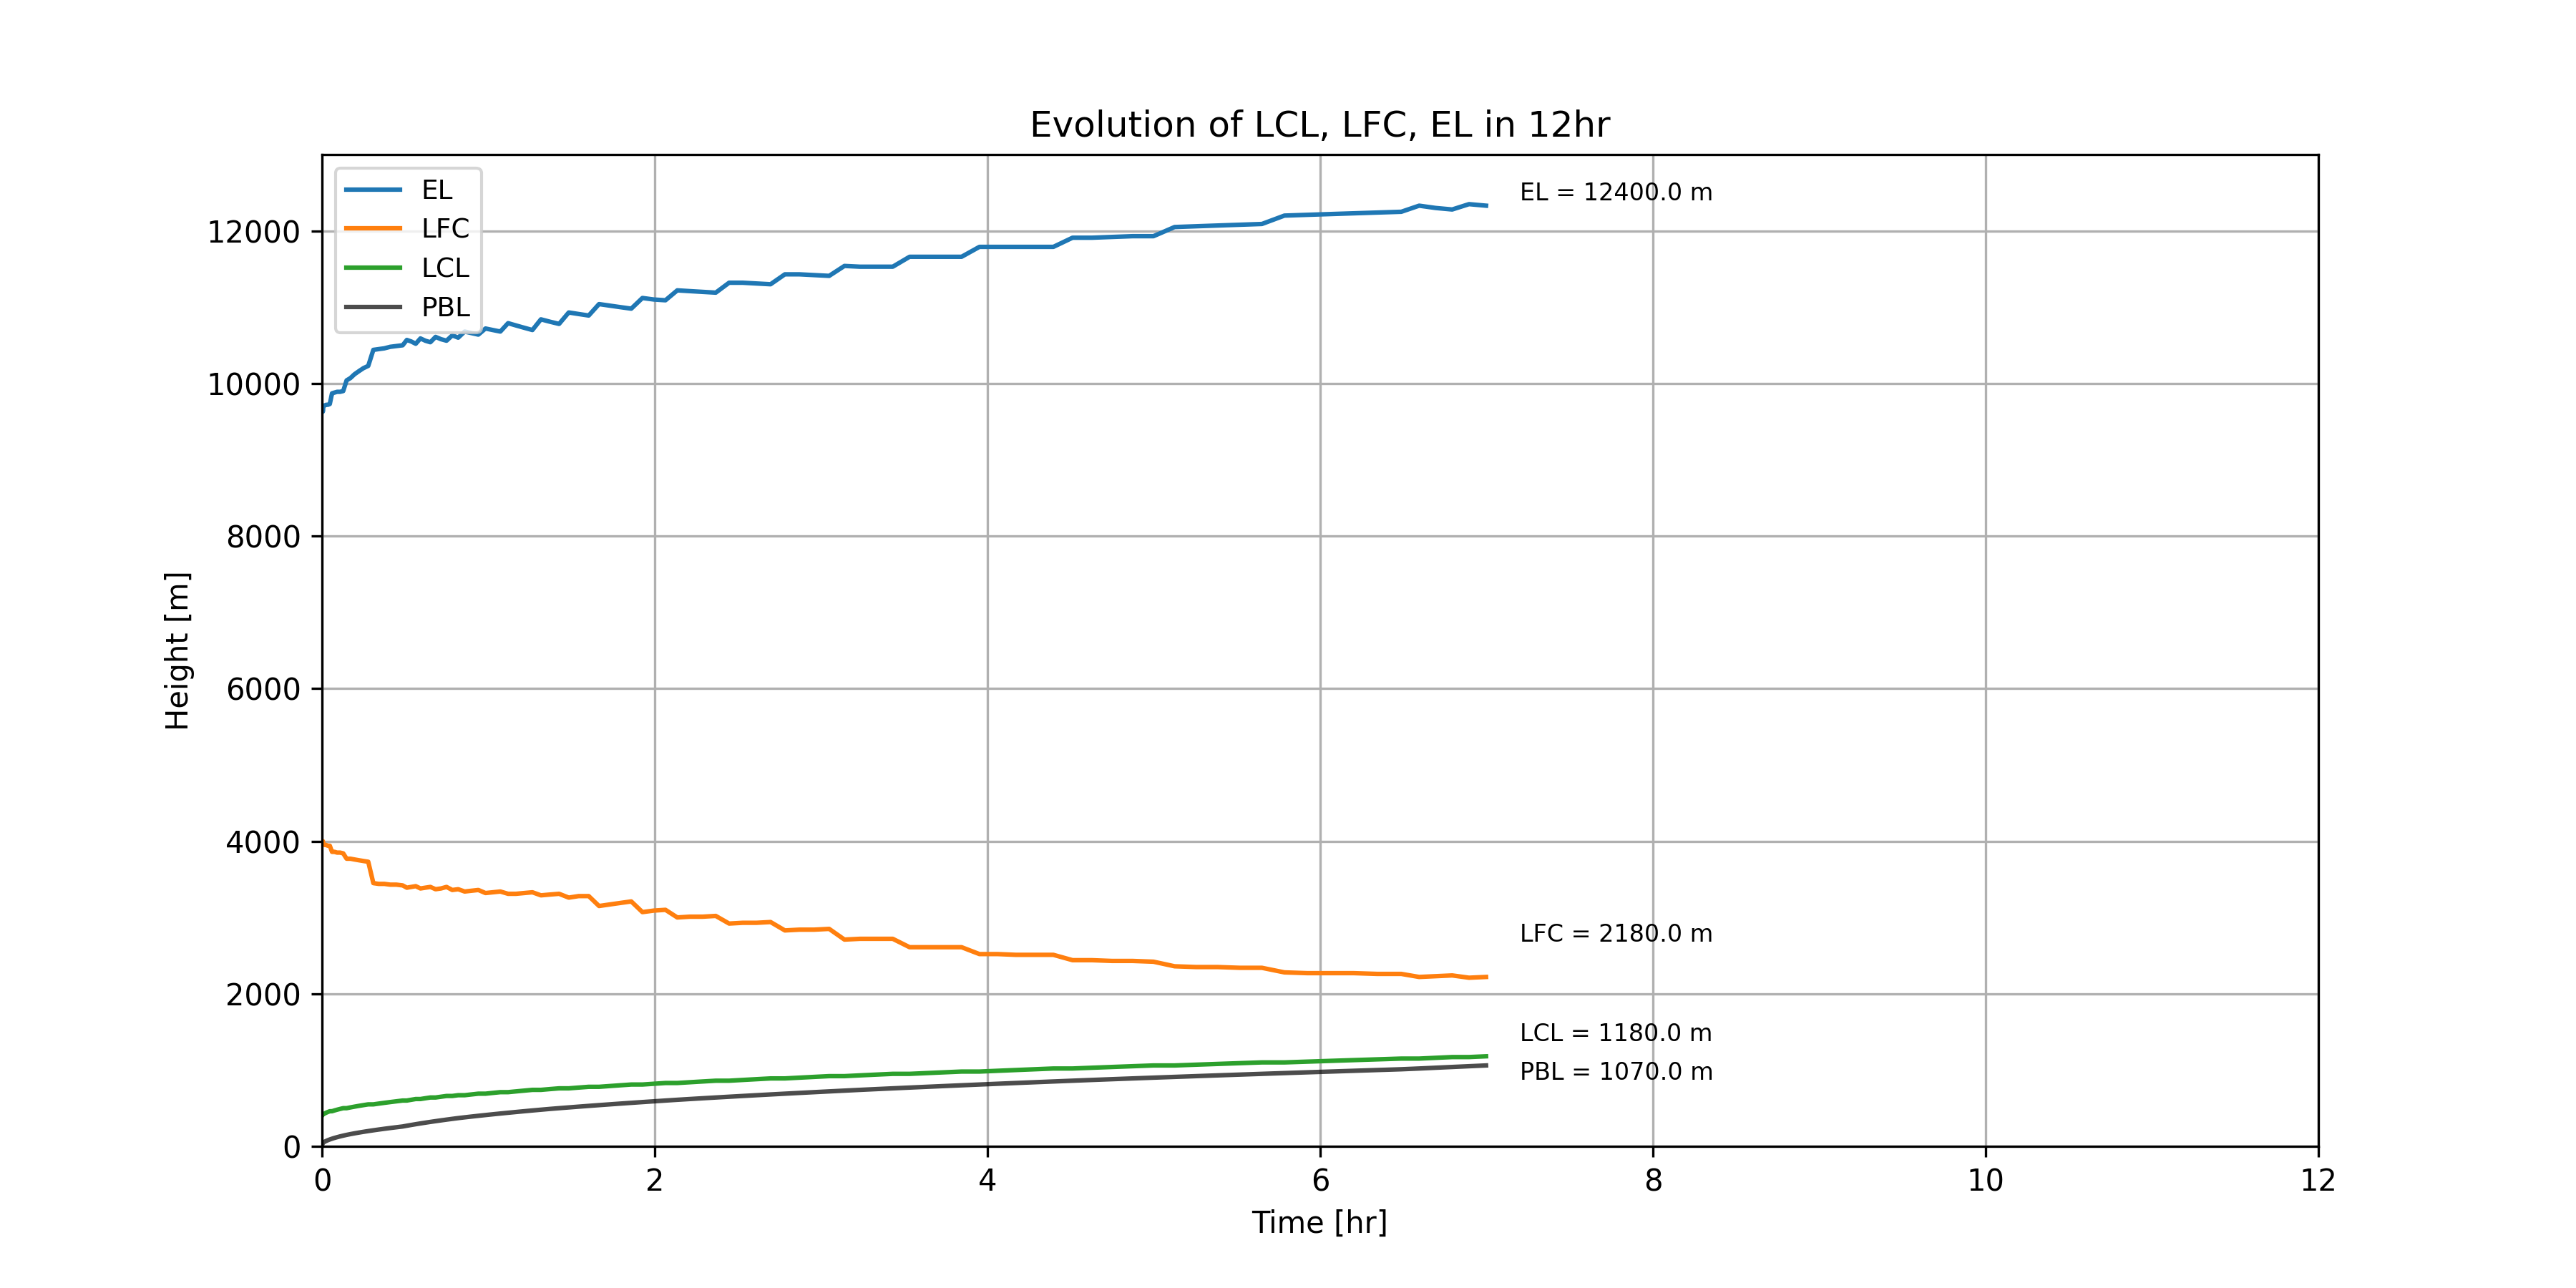 Evolution of LCL, LFC, EL in 12hr
EL
LFC
LCL
PBL
EL = 12400.0 m
LFC = 2180.0 m
LCL = 1180.0 m
PBL = 1070.0 m
Height [m]
12000
10000
8000
6000
4000
2000
0
0 2 4 6 8 10 12
Time [hr]